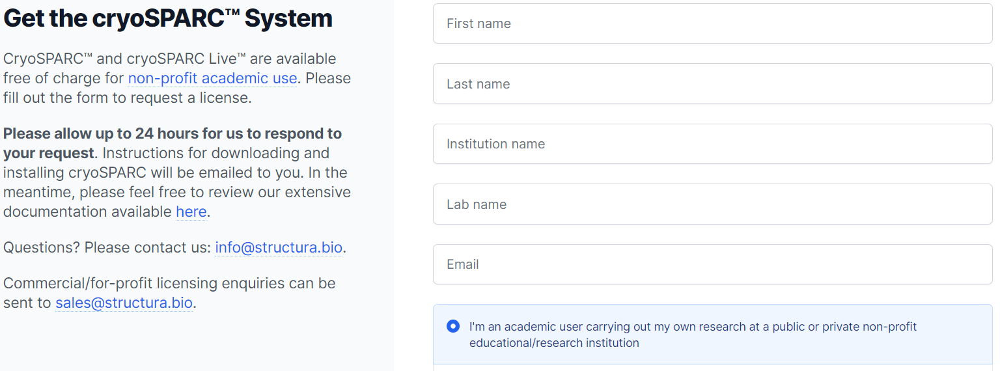 Get the cryoSPARC™ System
CryoSPARC™ and cryoSPARC Live™ are available
free of charge for non-profit academic use. Please
fill out the form to request a license.
Please allow up to 24 hours for us to respond to
your request. Instructions for downloading and
installing cryoSPARC will be emailed to you. In the
meantime, please feel free to review our extensive
documentation available here.
Questions? Please contact us: info@structura.bio.
Commercial/for-profit licensing enquiries can be
sent to sales@structura.bio.
First name
Last name
Institution name
Lab name
Email
I'm an academic user carrying out my own research at a public or private non-profit
educational/research institution